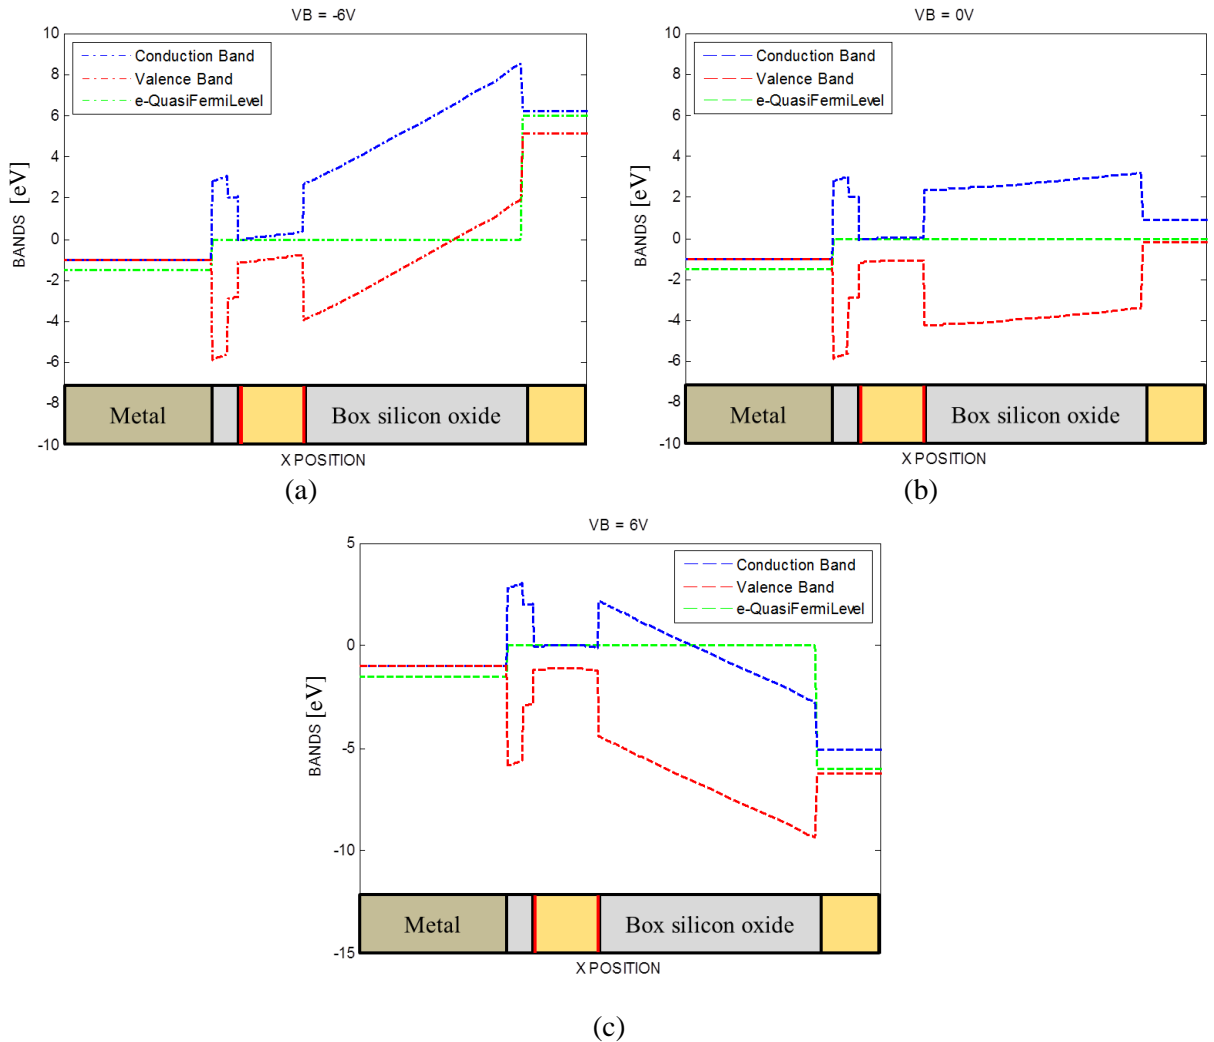 VB = -6V
10
8
6
4
2
0
-2
-4
-6
-8
-10
BANDS [eV]
Conduction Band
Valence Band
e-QuasiFermiLevel
Metal
Box silicon oxide
X POSITION
(a)
VB = 0V
10
8
6
4
2
0
-2
-4
-6
-8
-10
BANDS [eV]
Conduction Band
Valence Band
e-QuasiFermiLevel
Metal
Box silicon oxide
X POSITION
(b)
VB = 6V
5
0
-5
-10
-15
BANDS [eV]
Conduction Band
Valence Band
e-QuasiFermiLevel
Metal
Box silicon oxide
X POSITION
(c)